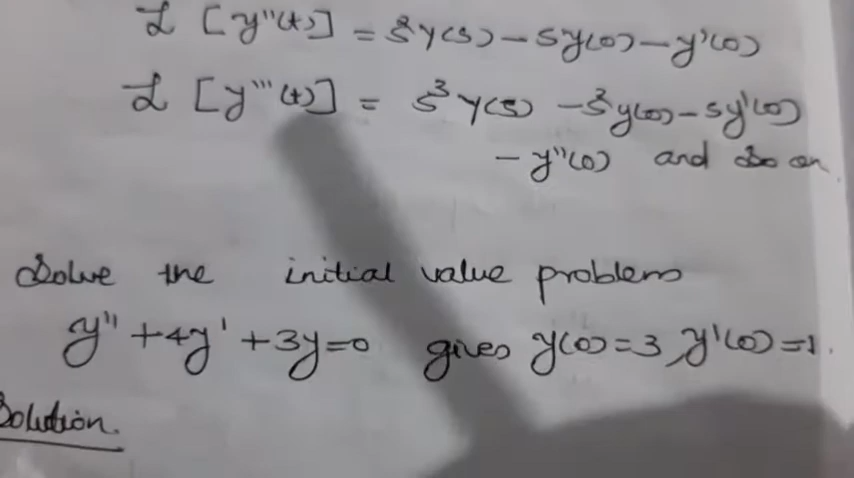 L [y''(t)] = s²y(s) - sy(0) - y'(0)
L [y'''(t)] = s³y(s) - s²y(0) - sy'(0)
- y''(0) and so on
Solve the initial value problem
y'' + 4y' + 3y = 0 given y(0) = 3, y'(0) = 1.
Solution.